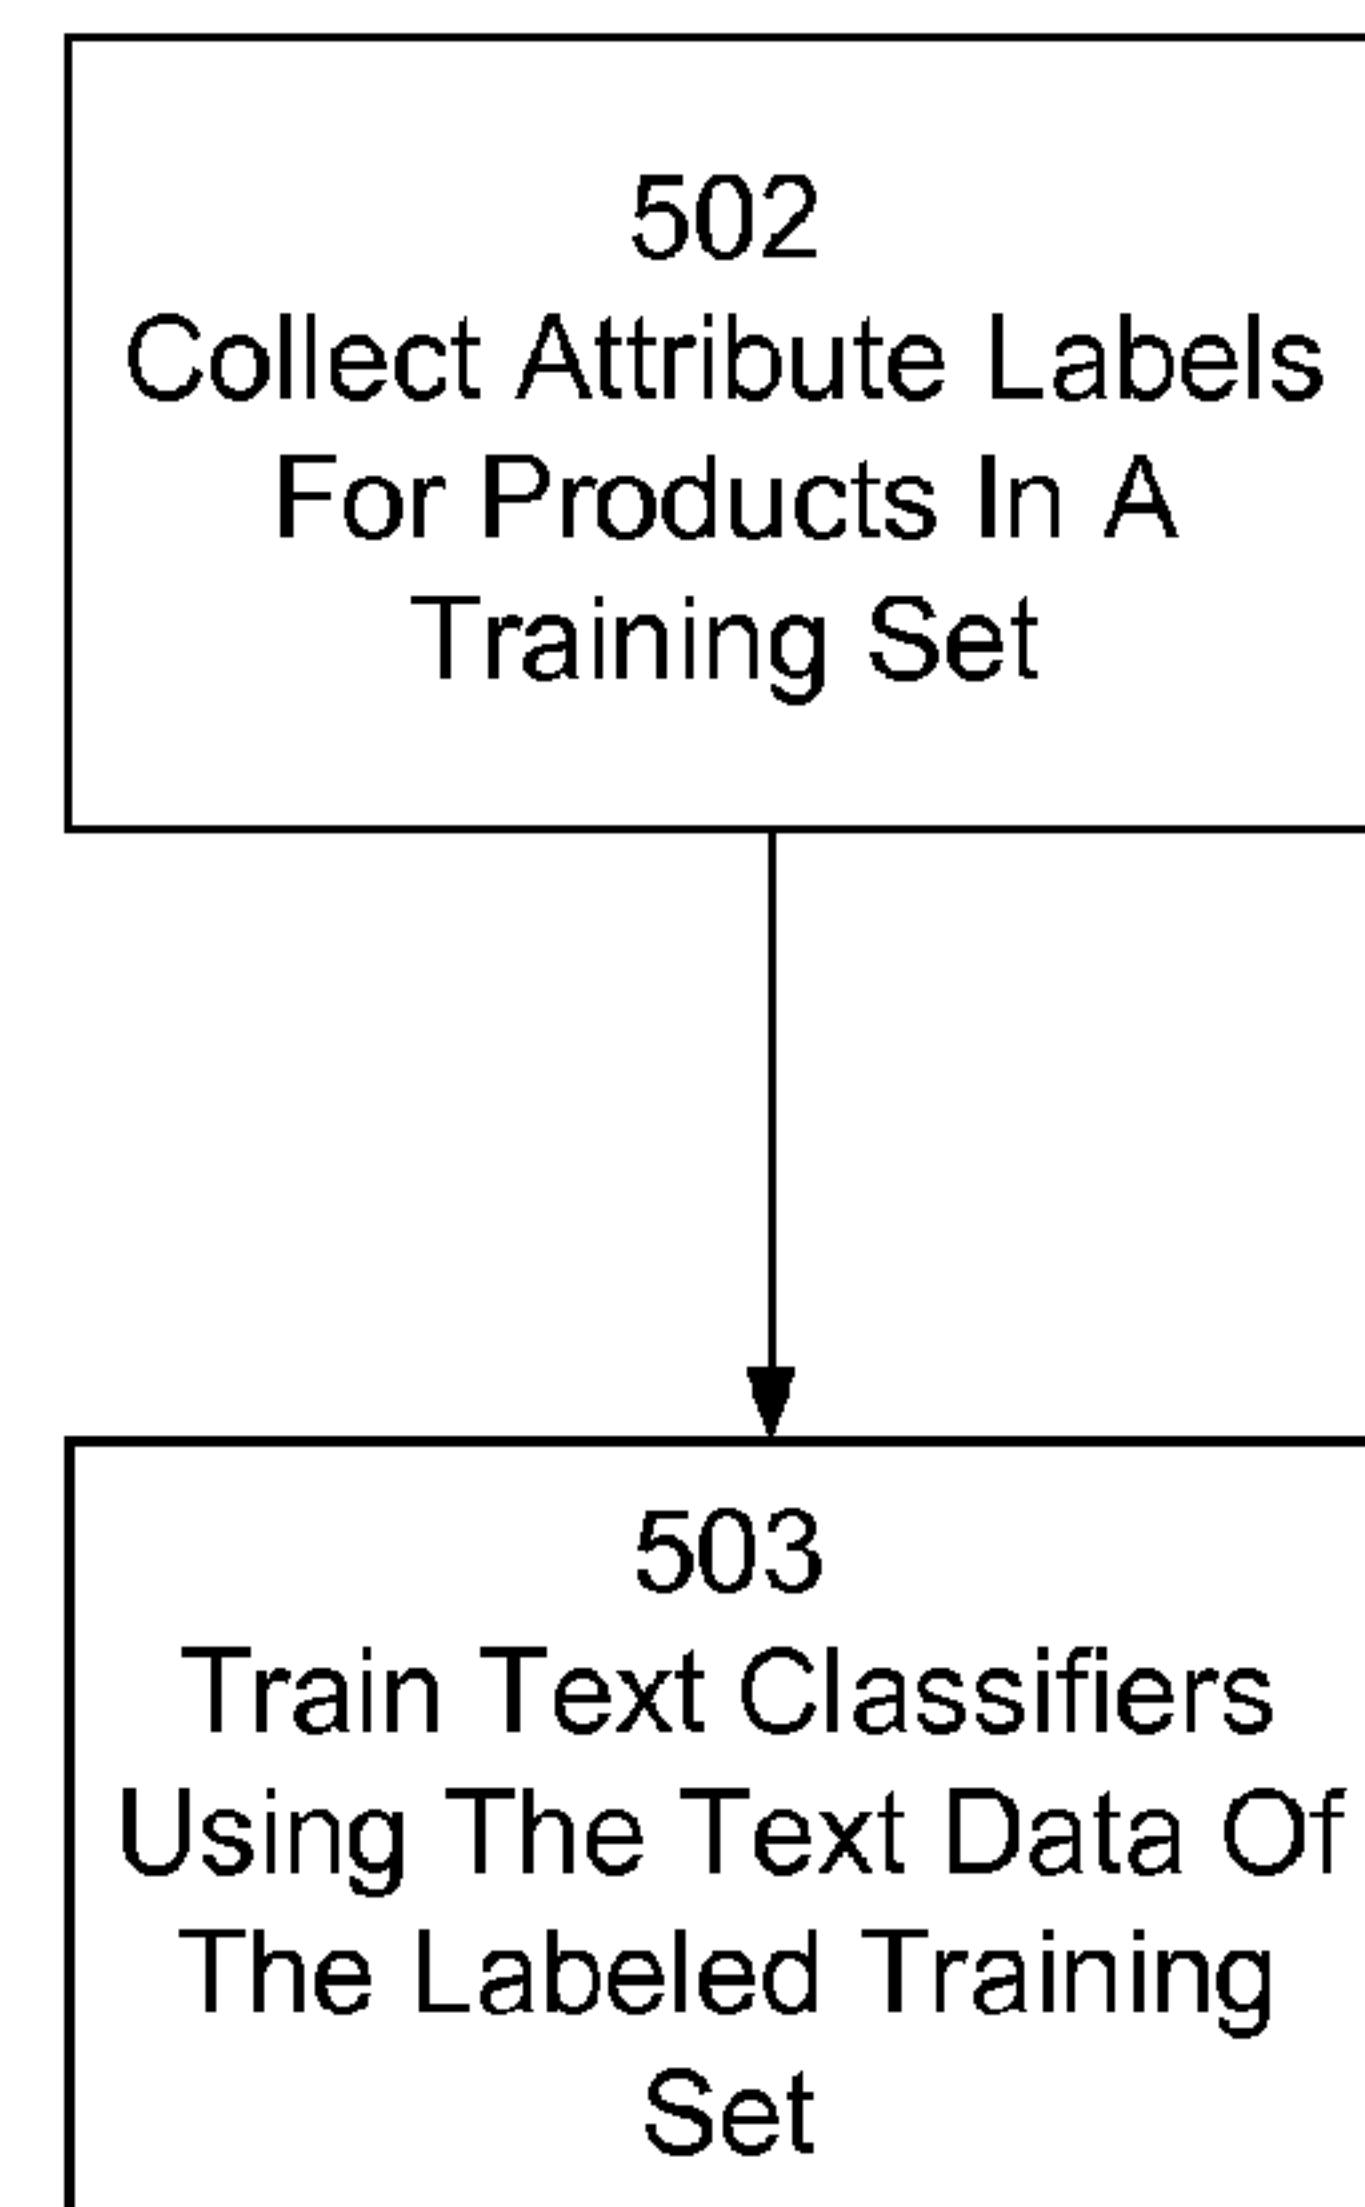 502
Collect Attribute Labels
For Products In A
Training Set
503
Train Text Classifiers
Using The Text Data Of
The Labeled Training
Set